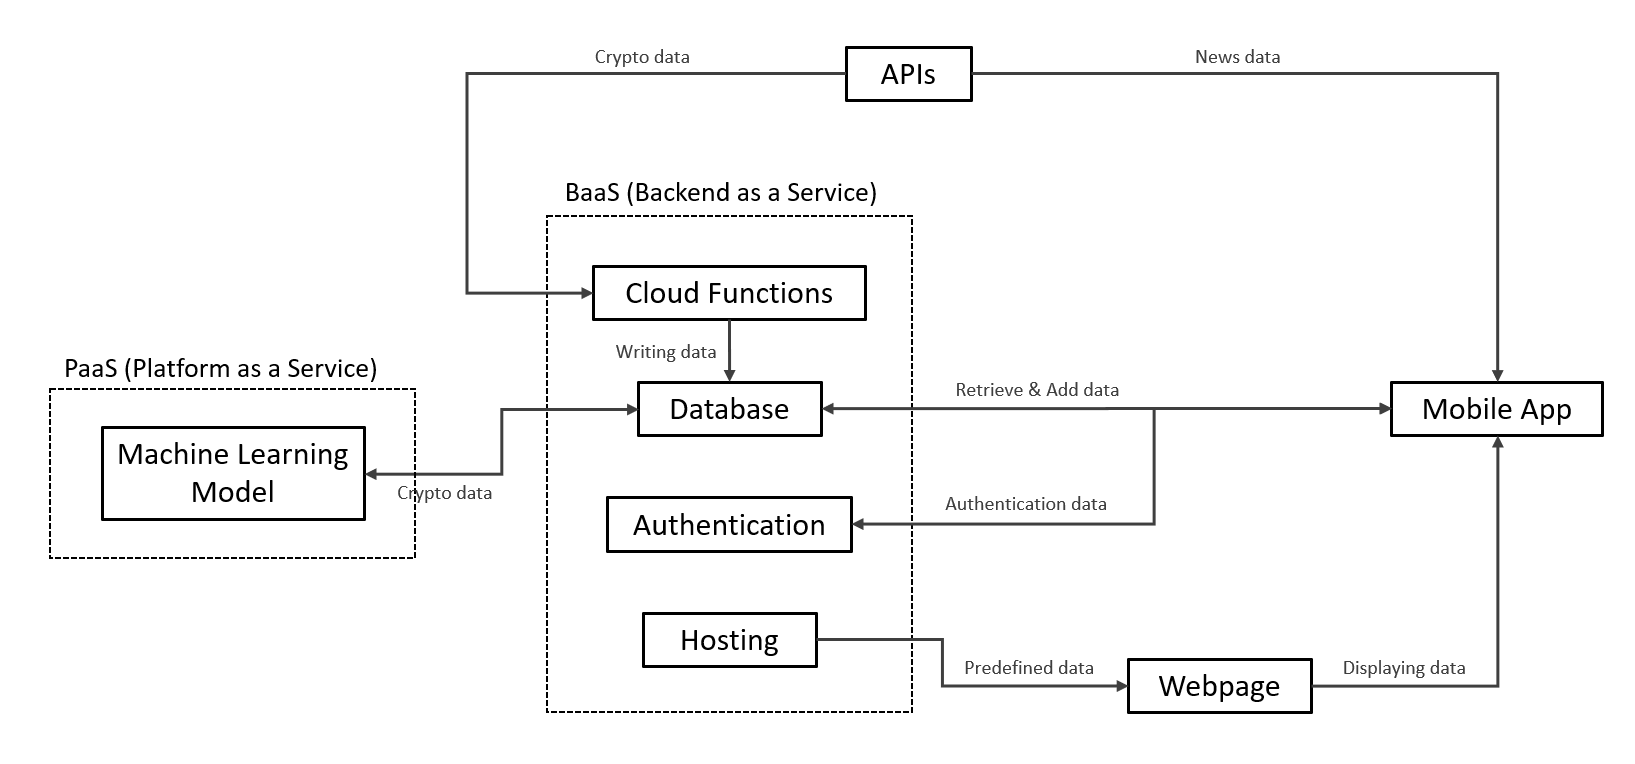 Crypto data
APIs
News data
BaaS (Backend as a Service)
Cloud Functions
Writing data
PaaS (Platform as a Service)
Database
Retrieve & Add data
Mobile App
Machine Learning
Model
Crypto data
Authentication
Authentication data
Hosting
Predefined data
Webpage
Displaying data